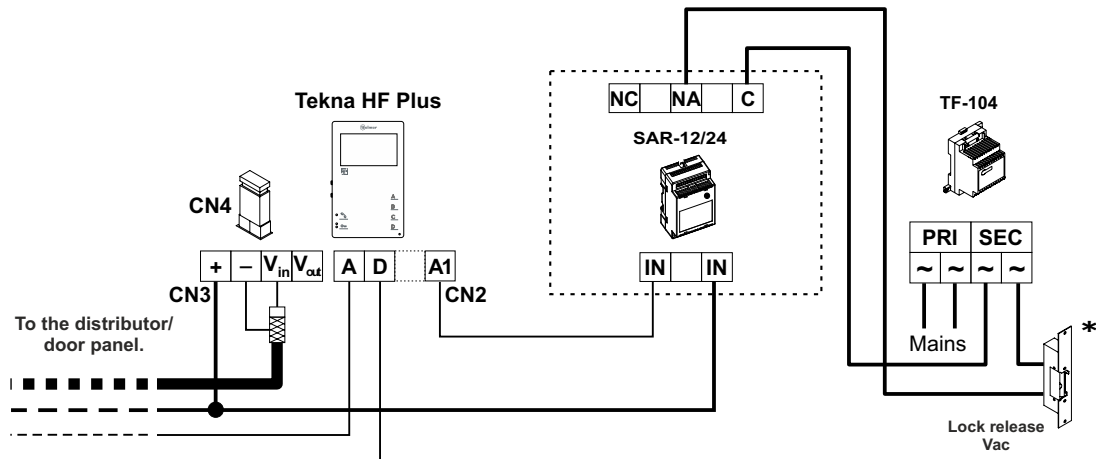 NC NA C
Tekna HF Plus
TF-104
SAR-12/24
A
B
C
D
CN4
PRI SEC
~ ~ ~ ~
+ – Vin Vout
A D A1
IN IN
CN3
CN2
To the distributor/
door panel.
Mains
*
Lock release
Vac